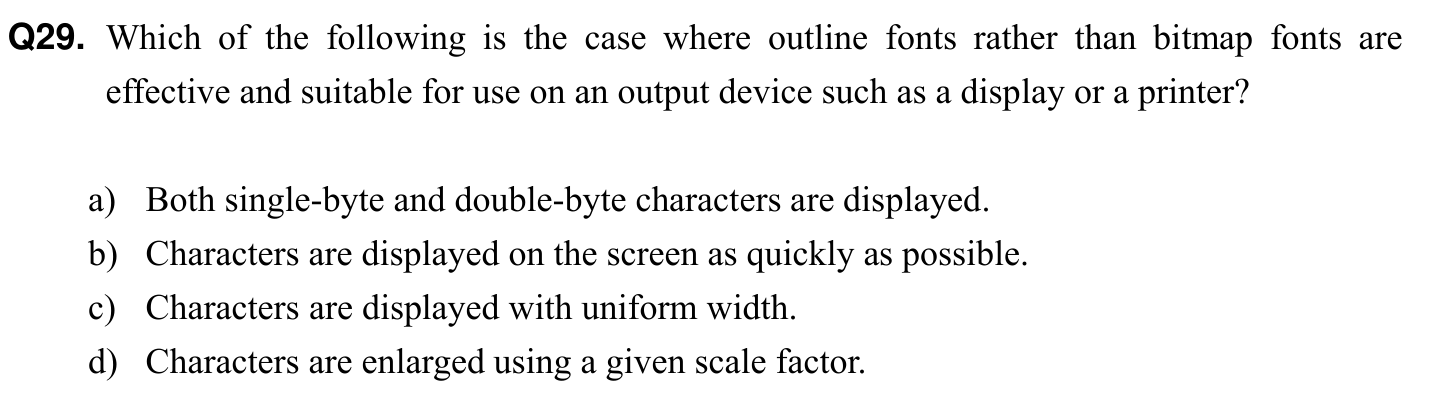 Q29. Which of the following is the case where outline fonts rather than bitmap fonts are
effective and suitable for use on an output device such as a display or a printer?
a) Both single-byte and double-byte characters are displayed.
b) Characters are displayed on the screen as quickly as possible.
c) Characters are displayed with uniform width.
d) Characters are enlarged using a given scale factor.